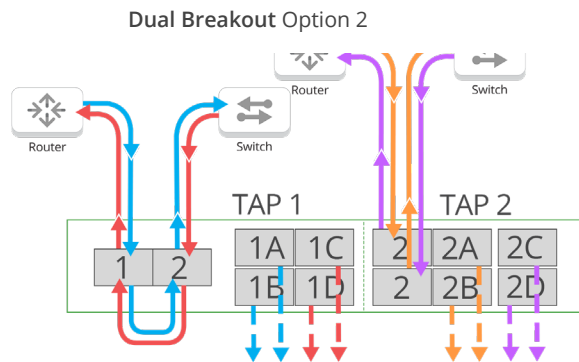 Dual Breakout Option 2
Router
Switch
Router
Switch
TAP 1
TAP 2
1 2
1A 1C
1B 1D
2 2A 2C
2 2B 2D